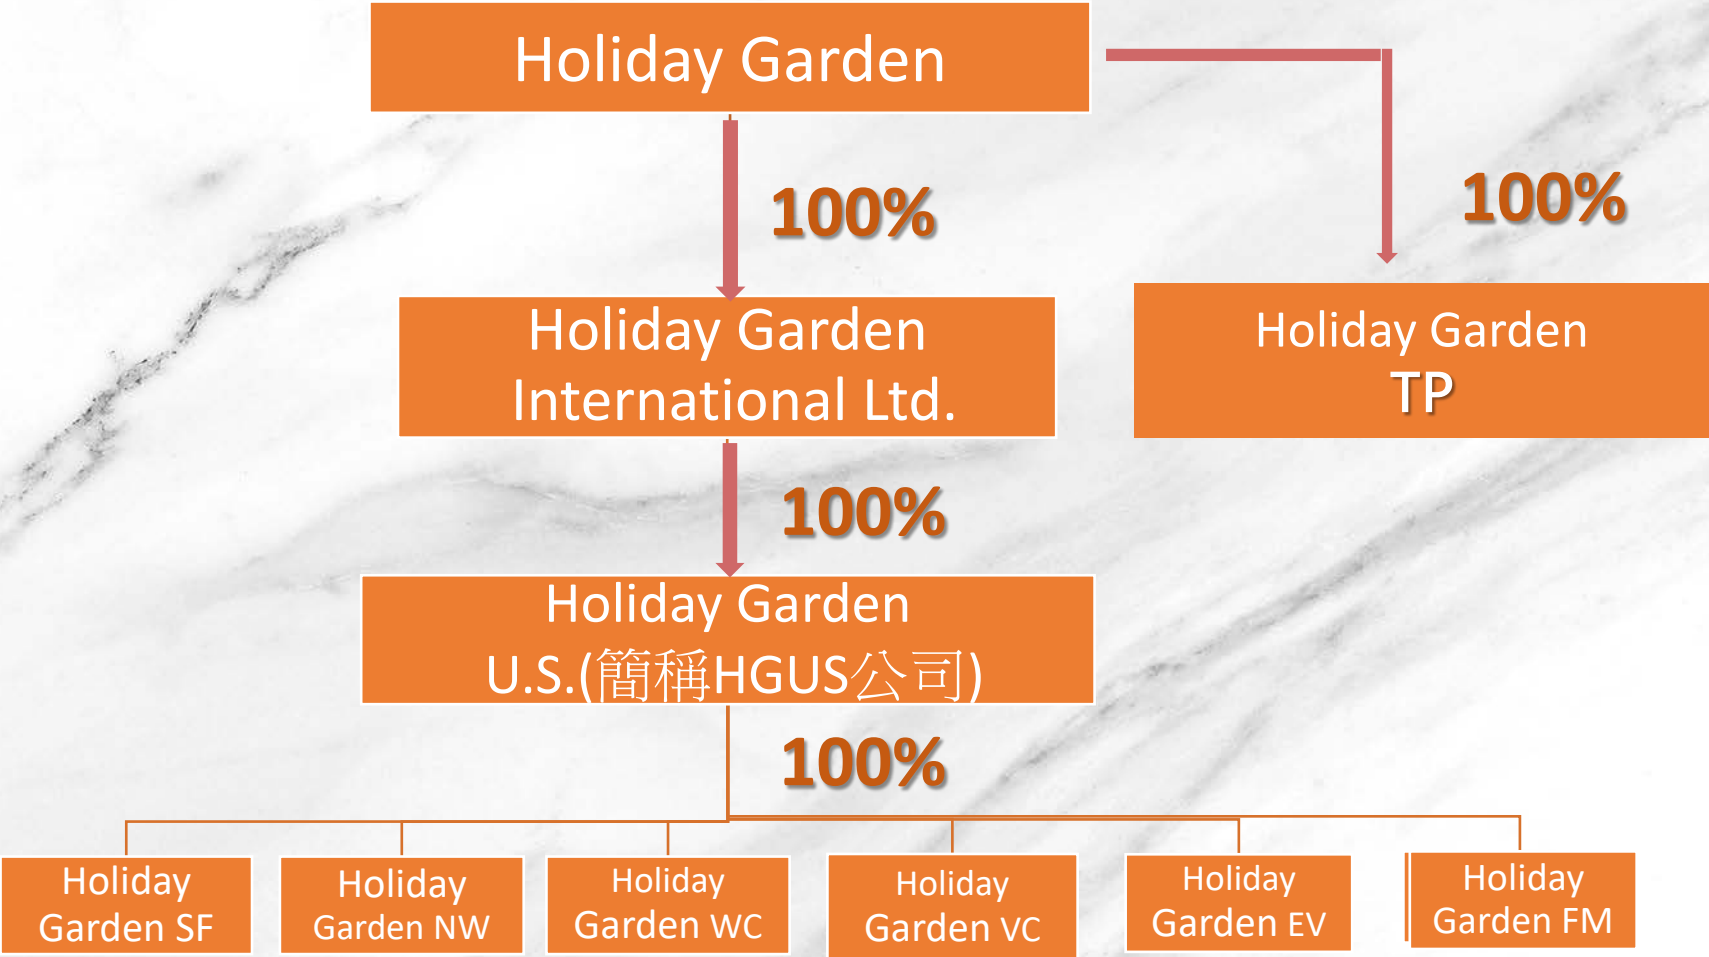 Holiday Garden
100%
100%
Holiday Garden
International Ltd.
Holiday Garden
TP
100%
Holiday Garden
U.S.(簡稱HGUS公司)
100%
Holiday
Garden SF
Holiday
Garden NW
Holiday
Garden WC
Holiday
Garden VC
Holiday
Garden EV
Holiday
Garden FM